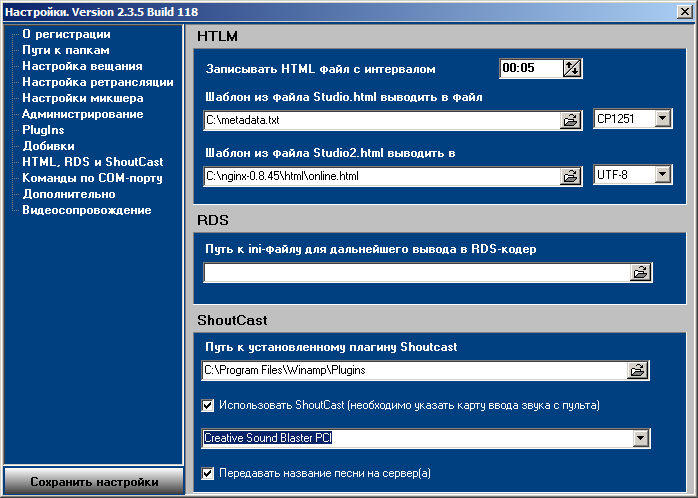 Настройки. Version 2.3.5 Build 118
О регистрации
Пути к папкам
Настройка вещания
Настройка ретрансляции
Настройки микшера
Администрирование
PlugIns
Добивки
HTML, RDS и ShoutCast
Команды по COM-порту
Дополнительно
Видеосопровождение
Сохранить настройки
HTLM
Записывать HTML файл с интервалом
00:05
Шаблон из файла Studio.html выводить в файл
C:\metadata.txt
CP1251
Шаблон из файла Studio2.html выводить в
C:\nginx-0.8.45\html\online.html
UTF-8
RDS
Путь к ini-файлу для дальнейшего вывода в RDS-кодер
ShoutCast
Путь к установленному плагину Shoutcast
C:\Program Files\Winamp\Plugins
Использовать ShoutCast (необходимо указать карту ввода звука с пульта)
Creative Sound Blaster PCI
Передавать название песни на сервер(а)